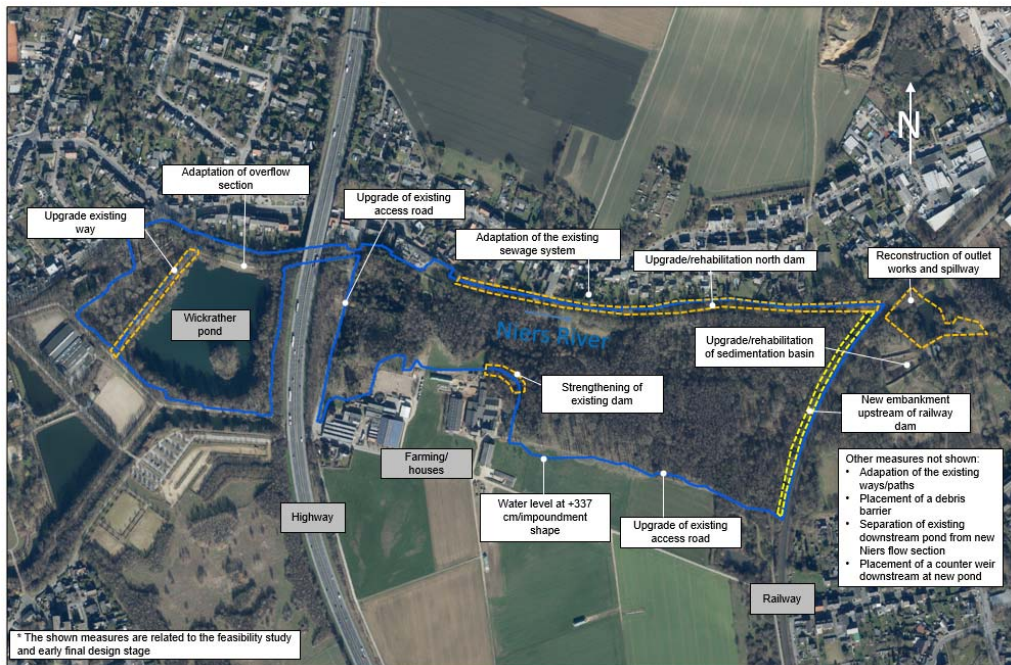 N
Adaptation of overflow
section
Upgrade existing
way
Upgrade of existing
access road
Adaptation of the existing
sewage system
Upgrade/rehabilitation north dam
Reconstruction of outlet
works and spillway
Wickrather
pond
Niers River
Upgrade/rehabilitation
of sedimentation basin
Strengthening of
existing dam
New embankment
upstream of railway
dam
Farming/
houses
Highway
Water level at +337
cm/impoundment
shape
Upgrade of existing
access road
Railway
Other measures not shown:
• Adapation of the existing
ways/paths
• Placement of a debris
barrier
• Separation of existing
downstream pond from new
Niers flow section
• Placement of a counter weir
downstream at new pond
* The shown measures are related to the feasibility study
and early final design stage